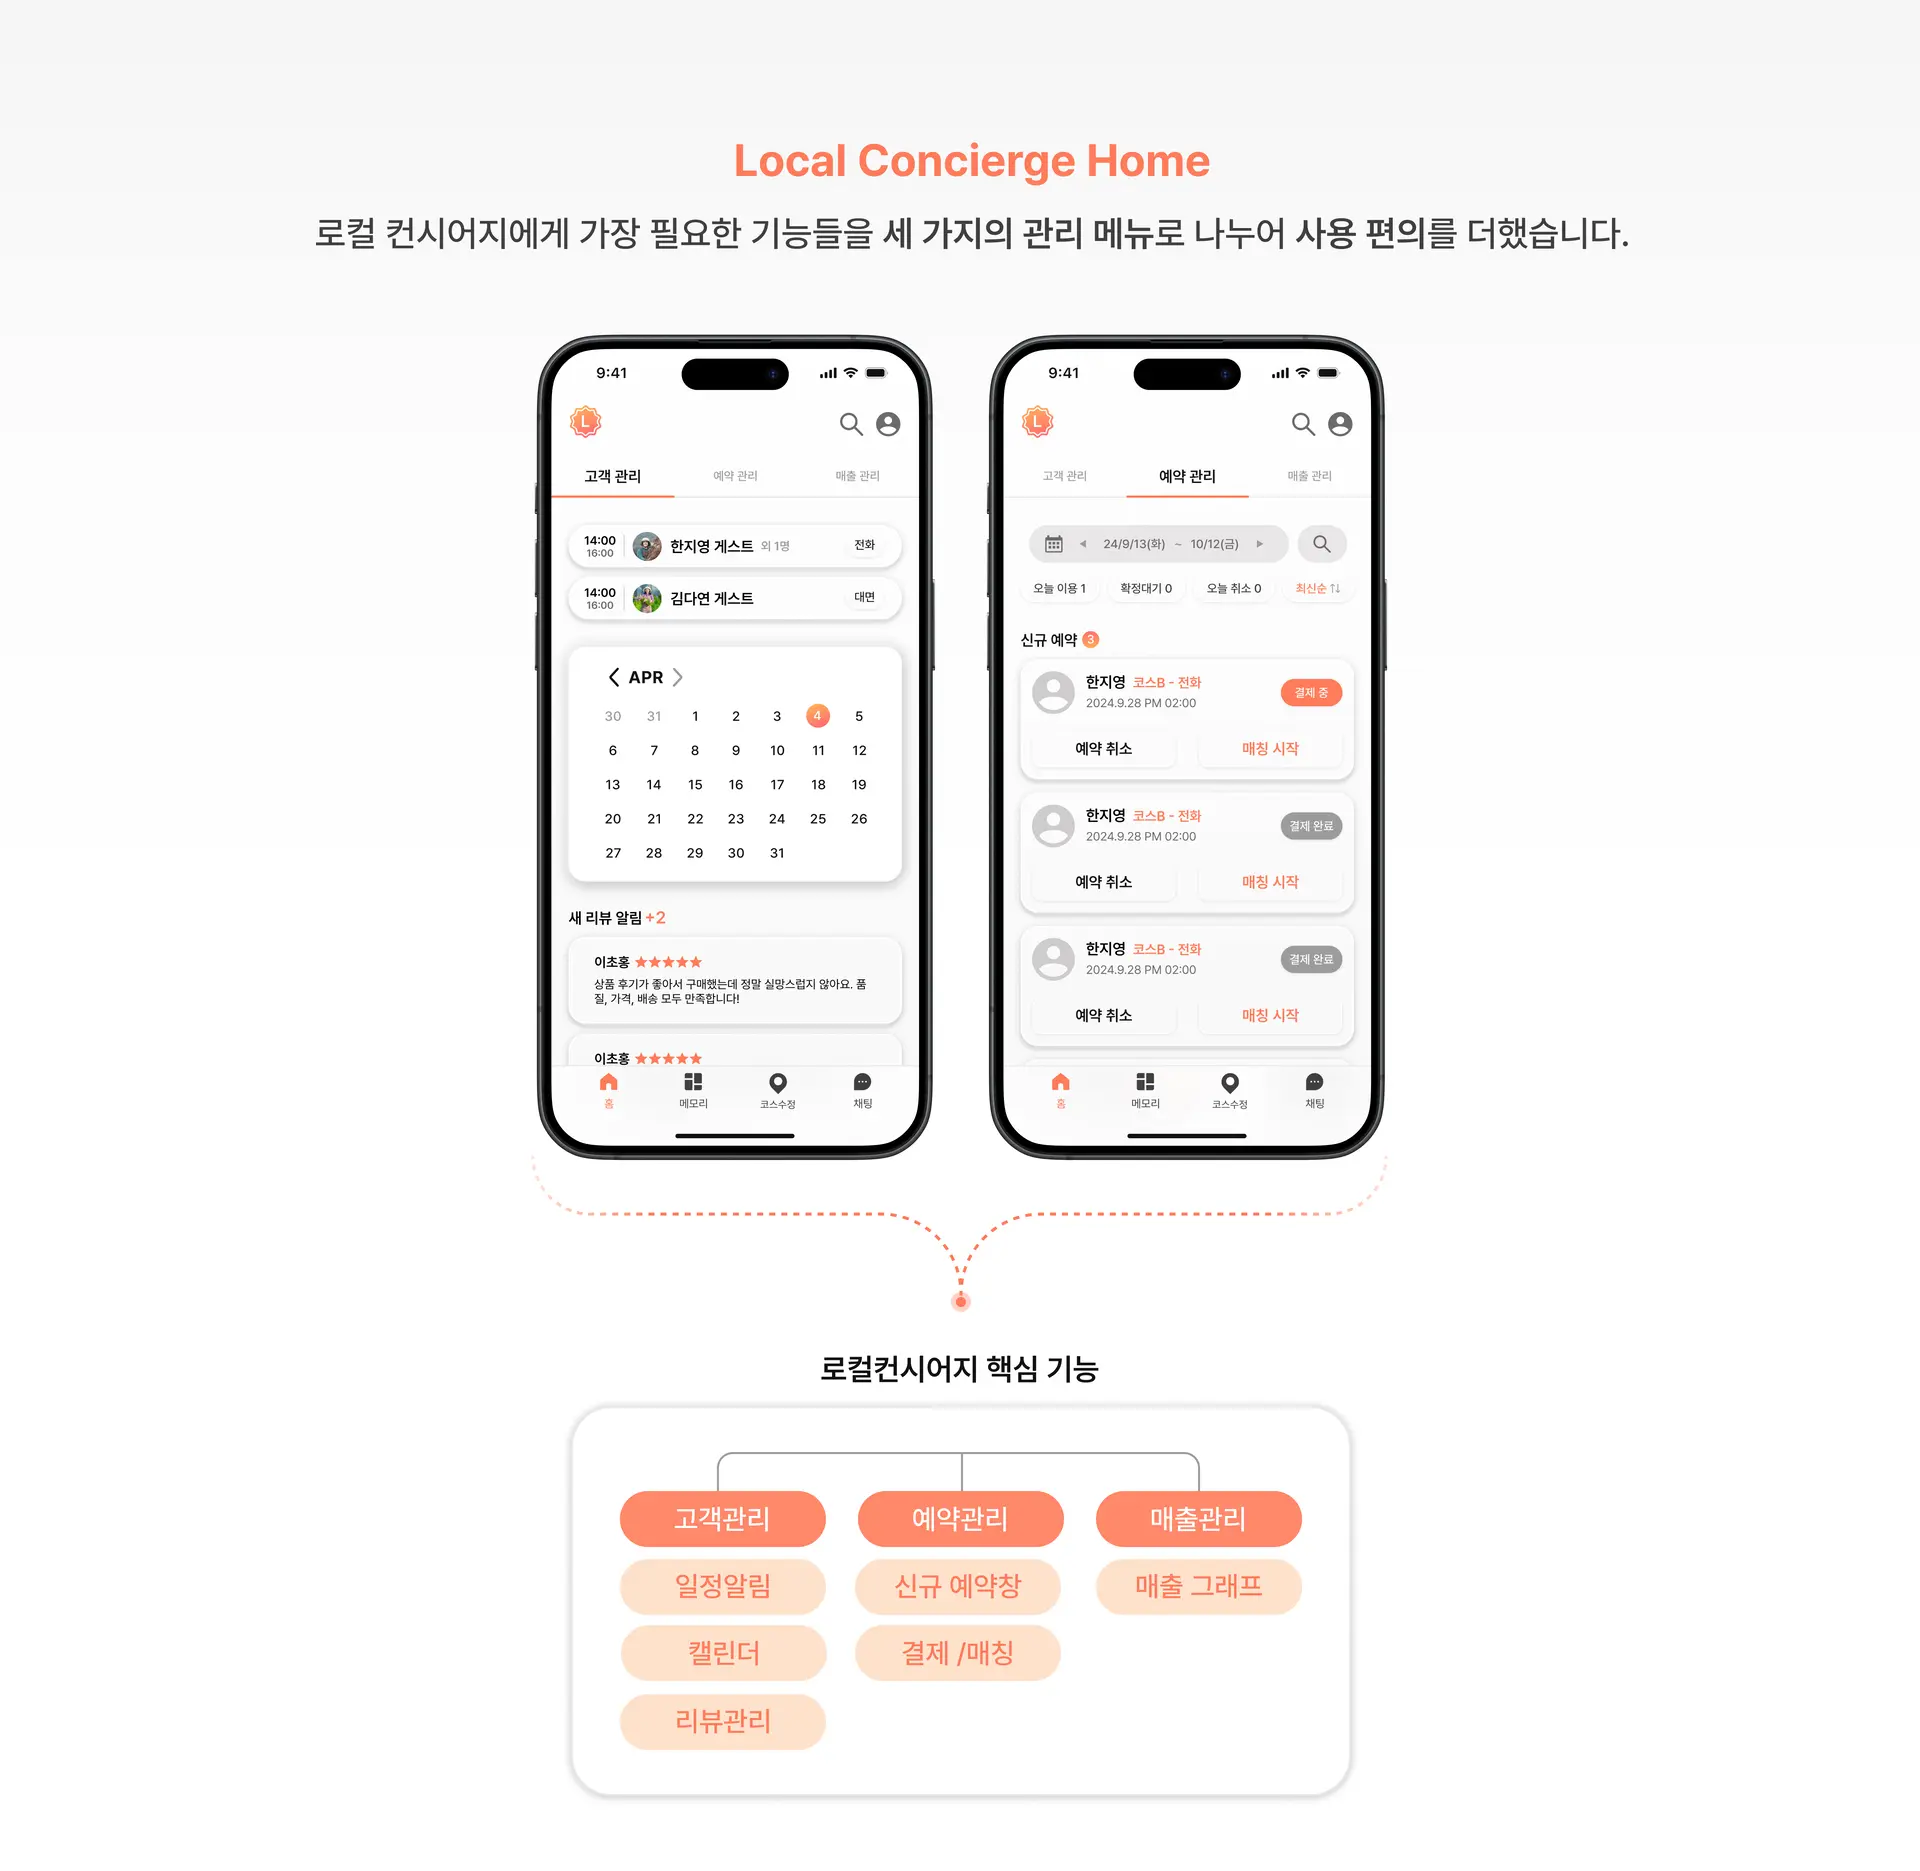 Local Concierge Home
로컬 컨시어지에게 가장 필요한 기능들을 세 가지의 관리 메뉴로 나누어 사용 편의를 더했습니다.
9:41
L
고객 관리 예약 관리 매출 관리
14:00
16:00
한지영 게스트 외 1명 전화
14:00
16:00
김다연 게스트 대면
APR
30 31 1 2 3 4 5
6 7 8 9 10 11 12
13 14 15 16 17 18 19
20 21 22 23 24 25 26
27 28 29 30 31
새 리뷰 알림 +2
이초홍 ★★★★★
상품 후기가 좋아서 구매했는데 정말 실망스럽지 않아요. 품
질, 가격, 배송 모두 만족합니다!
이초홍 ★★★★★
홈 메모리 코스수정 채팅
9:41
L
고객 관리 예약 관리 매출 관리
24/9/13(화) ~ 10/12(금)
오늘 이용 1 확정대기 0 오늘 취소 0 최신순 ↑↓
신규 예약 3
한지영 코스B - 전화
2024.9.28 PM 02:00
결제 중
예약 취소 매칭 시작
한지영 코스B - 전화
2024.9.28 PM 02:00
결제 완료
예약 취소 매칭 시작
한지영 코스B - 전화
2024.9.28 PM 02:00
결제 완료
예약 취소 매칭 시작
홈 메모리 코스수정 채팅
로컬컨시어지 핵심 기능
고객관리 예약관리 매출관리
일정알림 신규 예약창 매출 그래프
캘린더 결제 /매칭
리뷰관리